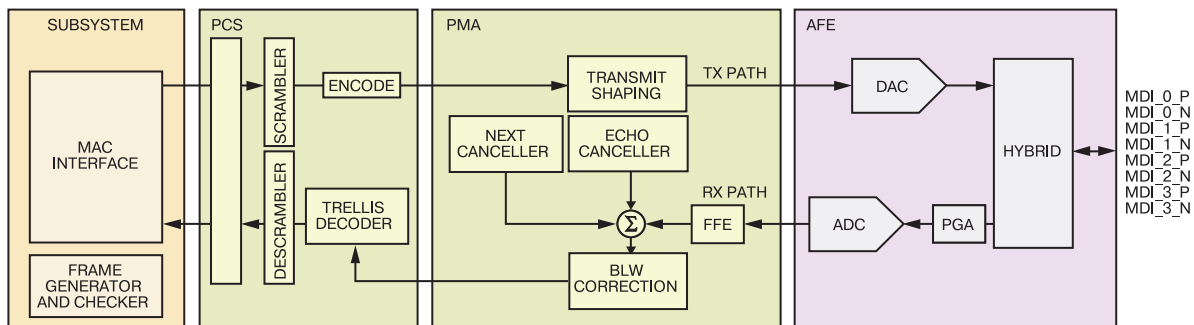 SUBSYSTEM
MAC
INTERFACE
FRAME
GENERATOR
AND CHECKER
PCS
SCRAMBLER
ENCODE
DESCRAMBLER
TRELLIS
DECODER
PMA
TRANSMIT
SHAPING
TX PATH
NEXT
CANCELLER
ECHO
CANCELLER
RX PATH
Σ
FFE
BLW
CORRECTION
AFE
DAC
ADC
PGA
HYBRID
MDI_0_P
MDI_0_N
MDI_1_P
MDI_1_N
MDI_2_P
MDI_2_N
MDI_3_P
MDI_3_N